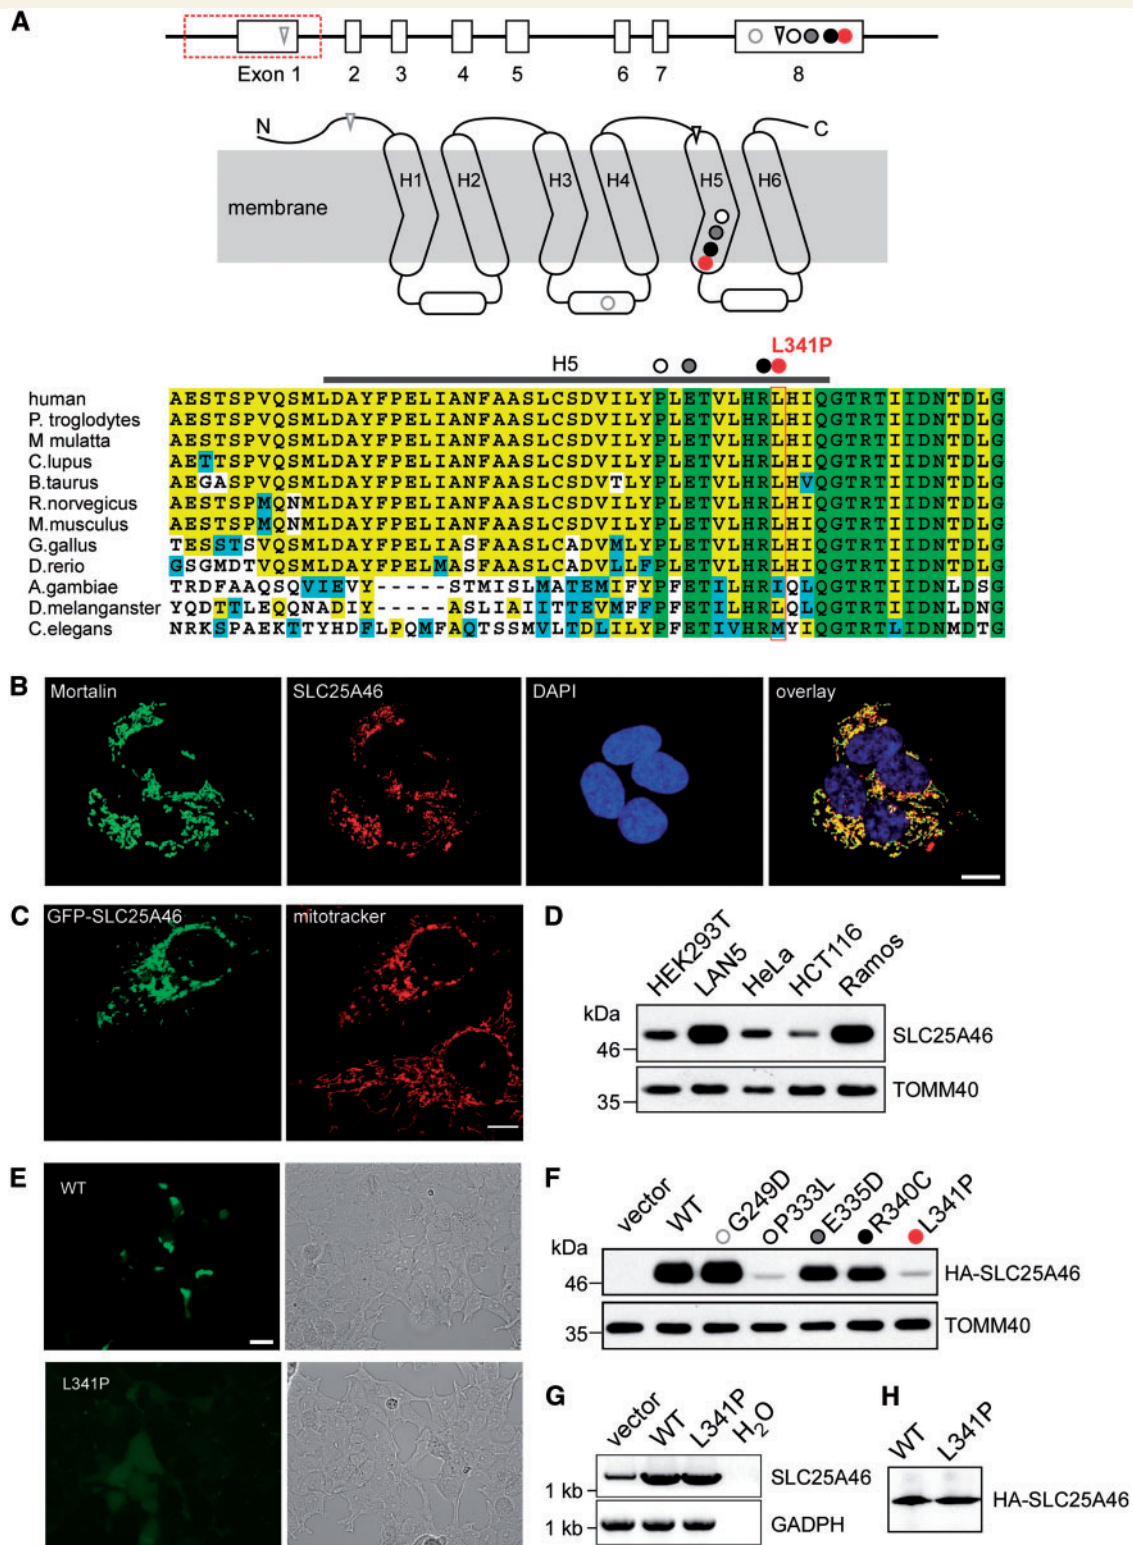 A
Exon 1 2 3 4 5 6 7 8
N C
H1 H2 H3 H4 H5 H6
membrane
L341P
H5
human AESTSPVQSMLDAYFPELIANFAASLCSDVILYPLETVLHRLHIQGTRTIIDNTDLG
P. troglodytes AESTSPVQSMLDAYFPELIANFAASLCSDVILYPLETVLHRLHIQGTRTIIDNTDLG
M mulatta AESTSPVQSMLDAYFPELIANFAASLCSDVILYPLETVLHRLHIQGTRTIIDNTDLG
C.lupus AETTSPVQSMLDAYFPELIANFAASLCSDVILYPLETVLHRLHIQGTRTIIDNTDLG
B.taurus AEGASPVQSMLDAYFPELIANFAASLCSDVTLYPLETVLHRLHVQGTRTIIDNTDLG
R.norvegicus AESTSPMQNMLDAYFPELIANFAASLCSDVILYPLETVLHRLHIQGTRTIIDNTDLG
M.musculus AESTSPMQNMLDAYFPELIANFAASLCSDVILYPLETVLHRLHIQGTRTIIDNTDLG
G.gallus TESSTSVQSMLDAYFPELIASFAASLCADVMLYPLETVLHRLHIQGTRTIIDNTDLG
D.rerio GSGMDTVQSMLDAYFPELMASFAASLCADVLLFPLETVLHRLHIQGTRTIIDNTDLG
A.gambiae TRDFAAQSQVIEVY-----STMISLMATEMIFYPFETILHRIQLQGTRTIIDNLDSG
D.melanganster YQDTTLEQQNADIY-----ASLIAIITTEVMFFPFETILHRLQLQGTRTIIDNLDNG
C.elegans NRKSPAEKTTYHDFLPQMFAQTSSMVLTDLILYPFETIVHRMYIQGTRTLIDNMDTG
B
Mortalin SLC25A46 DAPI overlay
C
GFP-SLC25A46 mitotracker
D
HEK293T LAN5 HeLa HCT116 Ramos
kDa
46 SLC25A46
35 TOMM40
E
WT
L341P
F
vector WT G249D P333L E335D R340C L341P
kDa
46 HA-SLC25A46
35 TOMM40
G
vector WT L341P H2O
1 kb SLC25A46
1 kb GADPH
H
WT L341P
HA-SLC25A46